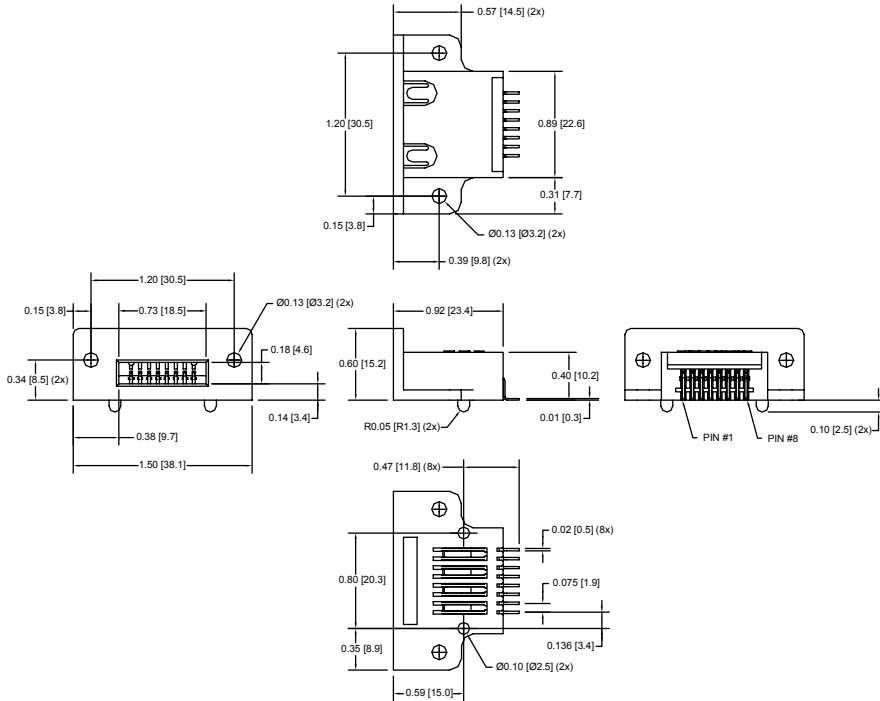 0.57 [14.5] (2x)
1.20 [30.5]
0.89 [22.6]
0.31 [7.7]
0.15 [3.8]
Ø0.13 [Ø3.2] (2x)
0.39 [9.8] (2x)
1.20 [30.5]
0.15 [3.8]
0.73 [18.5]
Ø0.13 [Ø3.2] (2x)
0.18 [4.6]
0.34 [8.5] (2x)
0.14 [3.4]
0.38 [9.7]
1.50 [38.1]
0.92 [23.4]
0.60 [15.2]
0.40 [10.2]
R0.05 [R1.3] (2x)
0.01 [0.3]
PIN #1
PIN #8
0.10 [2.5] (2x)
0.47 [11.8] (8x)
0.02 [0.5] (8x)
0.80 [20.3]
0.075 [1.9]
0.136 [3.4]
0.35 [8.9]
Ø0.10 [Ø2.5] (2x)
0.59 [15.0]